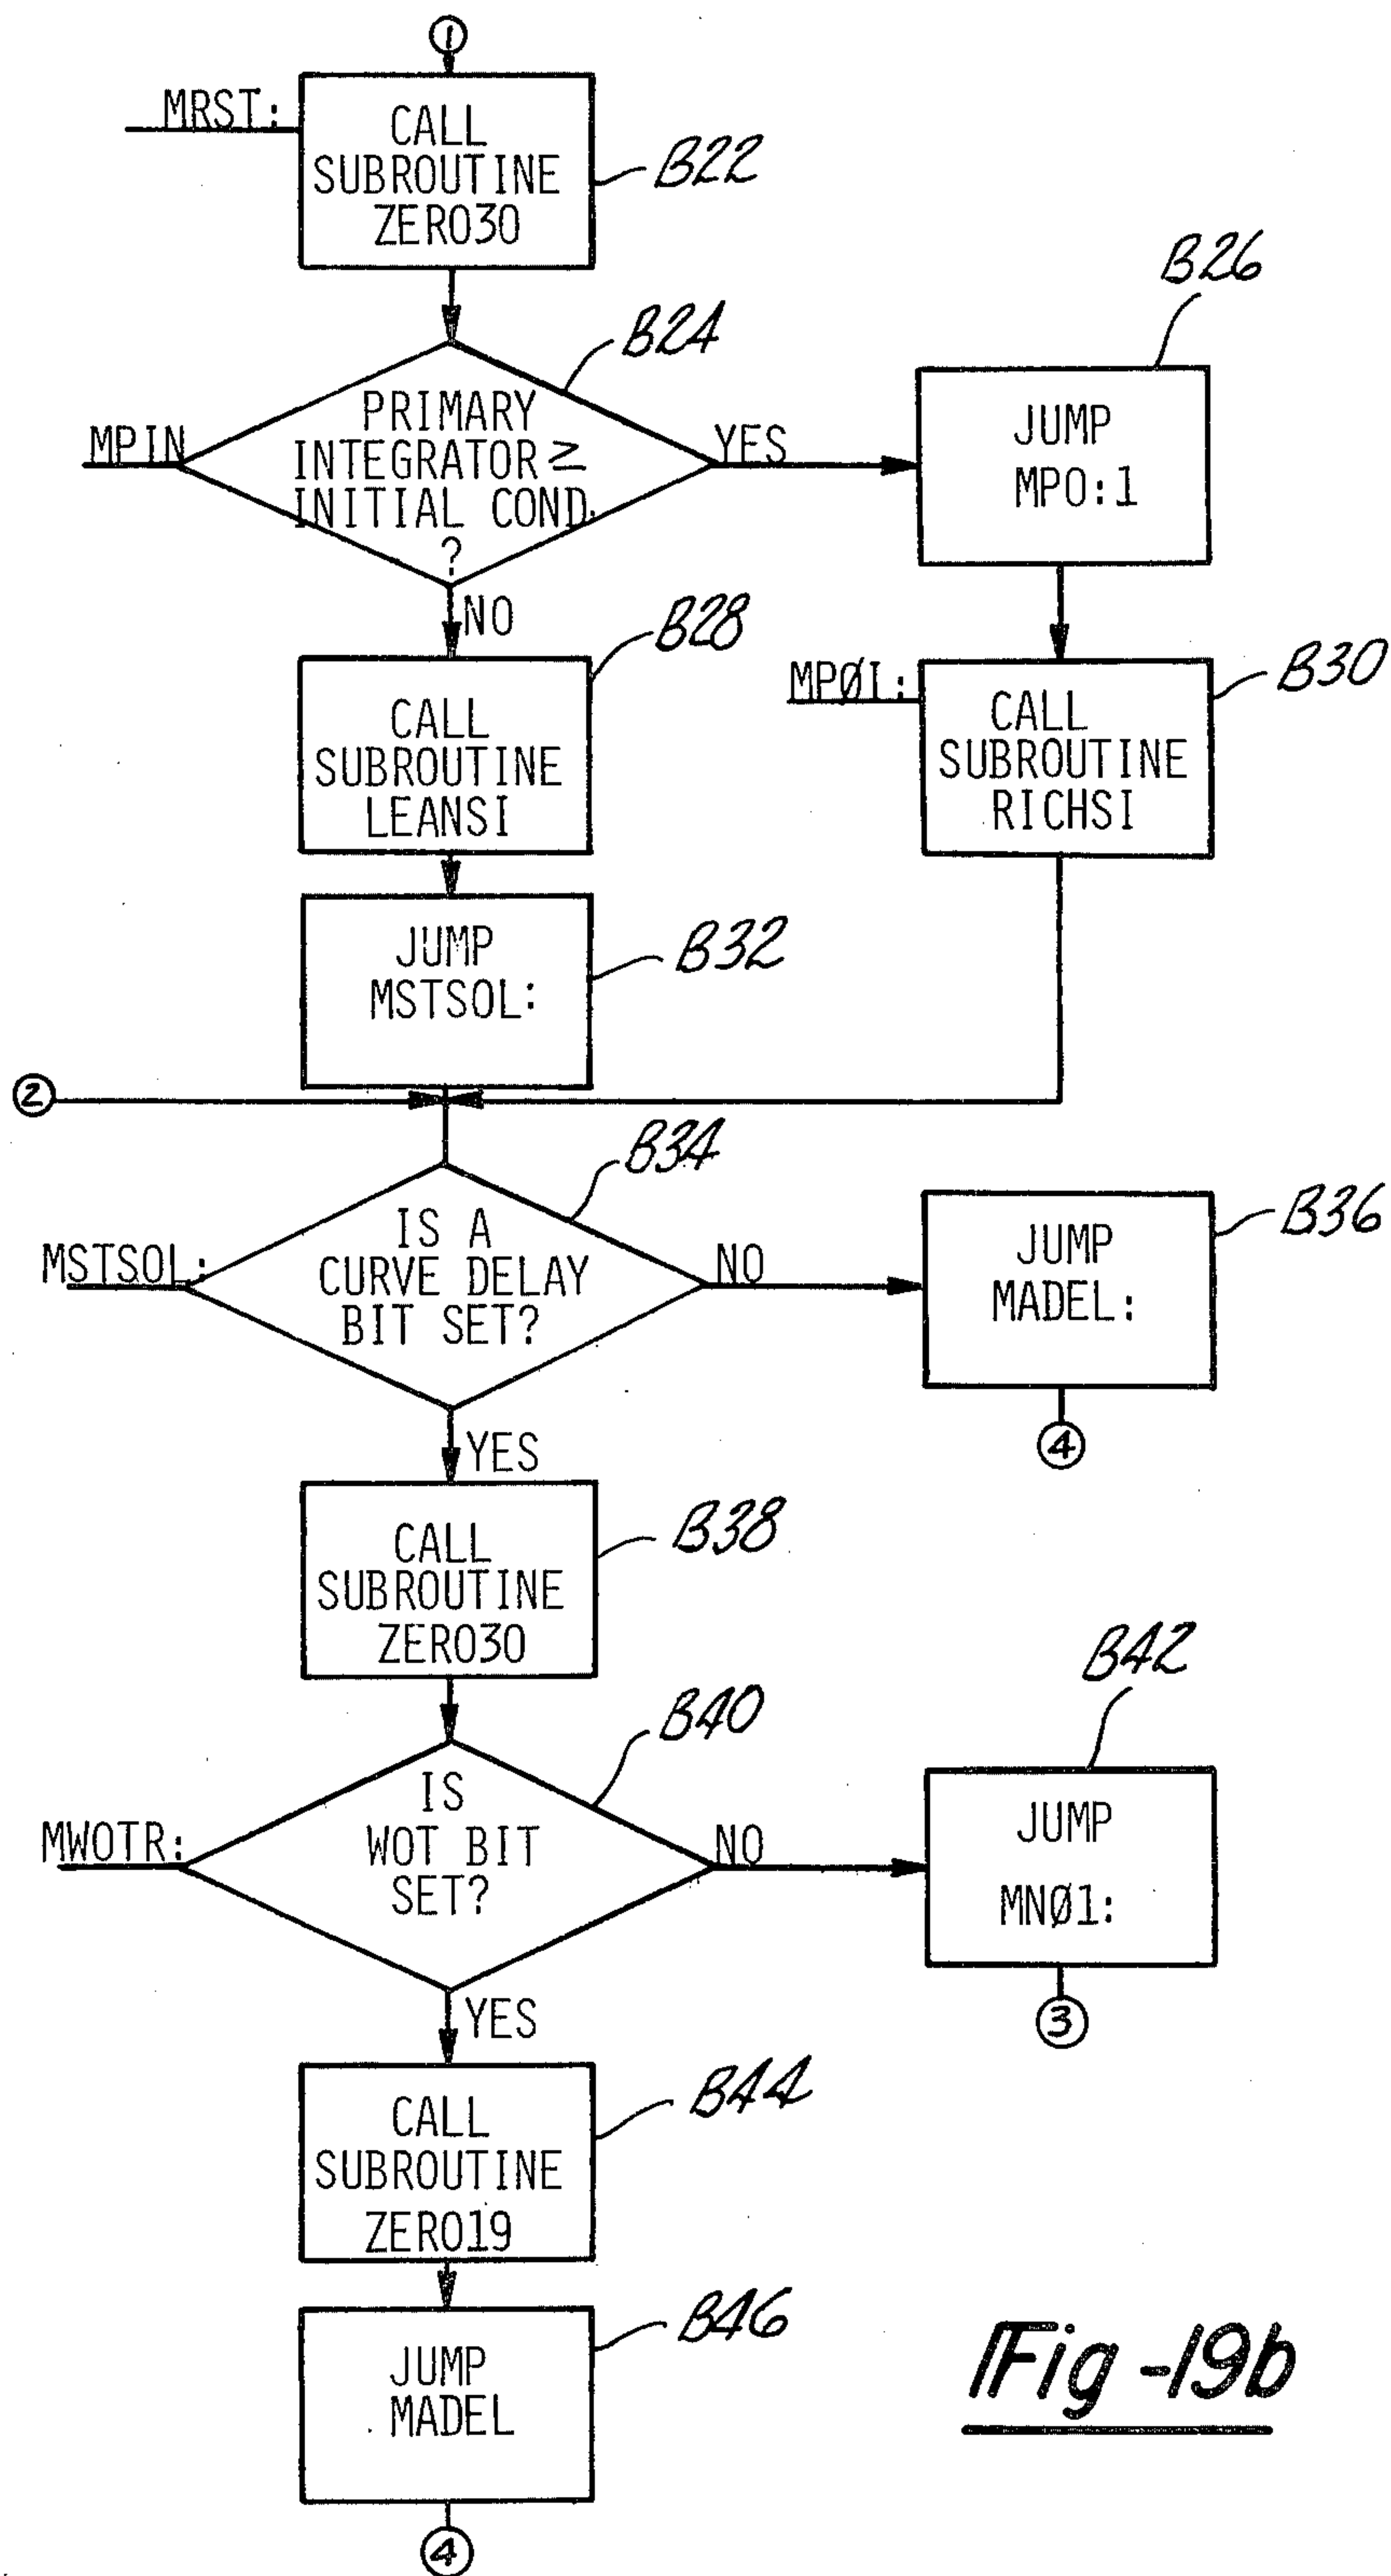 1
MRST:
CALL
SUBROUTINE
ZERO30
B22
B24
MPIN
PRIMARY
INTEGRATOR ≥
INITIAL COND.
?
YES
B26
JUMP
MPO:1
NO
B28
CALL
SUBROUTINE
LEANSI
MPØI:
CALL
SUBROUTINE
RICHSI
B30
JUMP
MSTSOL:
B32
2
B34
MSTSOL:
IS A
CURVE DELAY
BIT SET?
NO
JUMP
MADEL:
B36
4
YES
CALL
SUBROUTINE
ZERO30
B38
B40
MWOTR:
IS
WOT BIT
SET?
NO
B42
JUMP
MNØ1:
3
YES
CALL
SUBROUTINE
ZERO19
B44
JUMP
MADEL
B46
4
Fig-19b